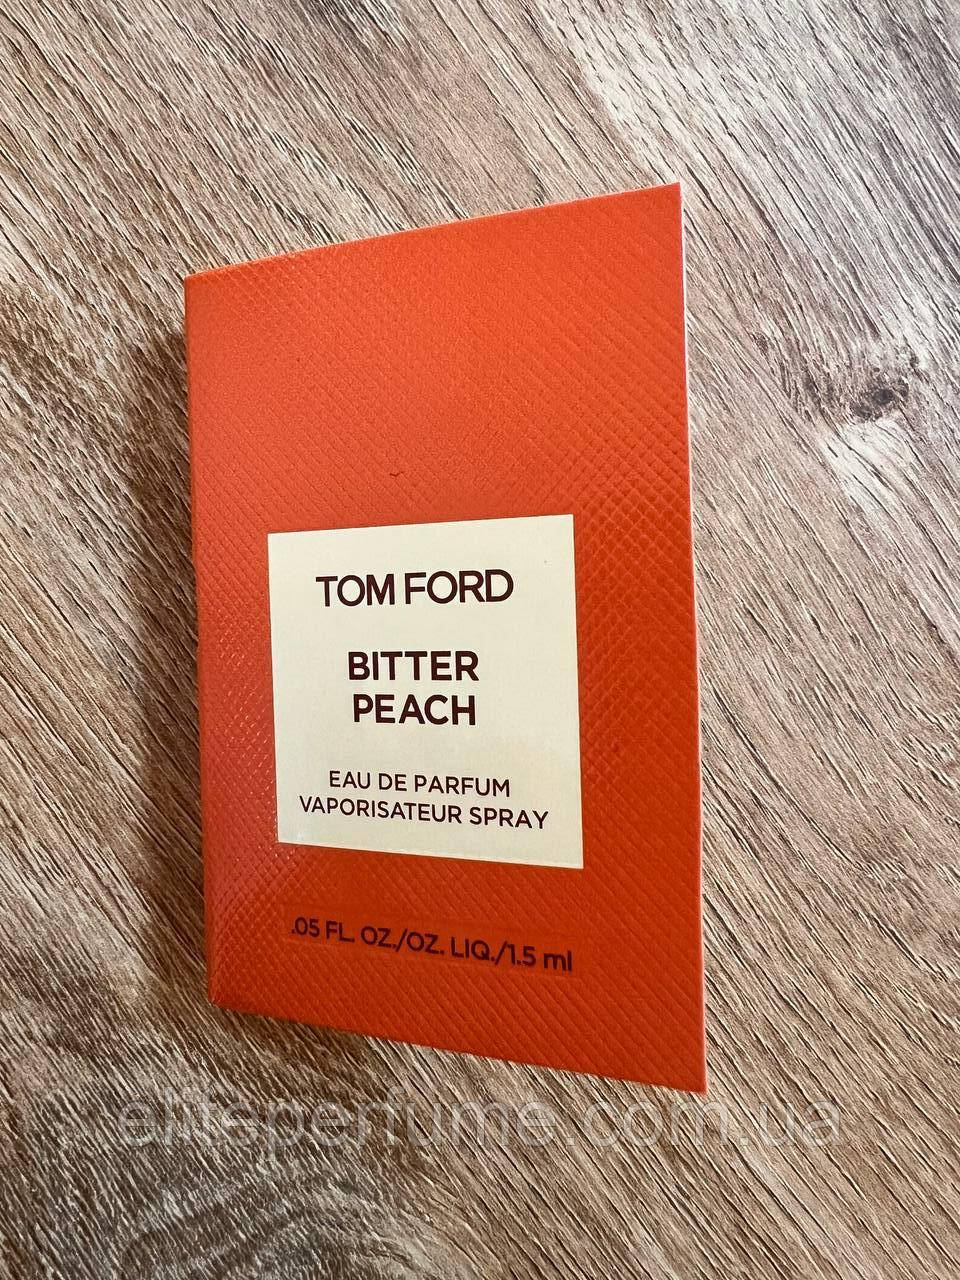 TOM FORD
BITTER
PEACH
EAU DE PARFUM
VAPORISATEUR SPRAY
.05 FL. OZ./OZ. LIQ./1.5 ml
eliteperfume.com.ua